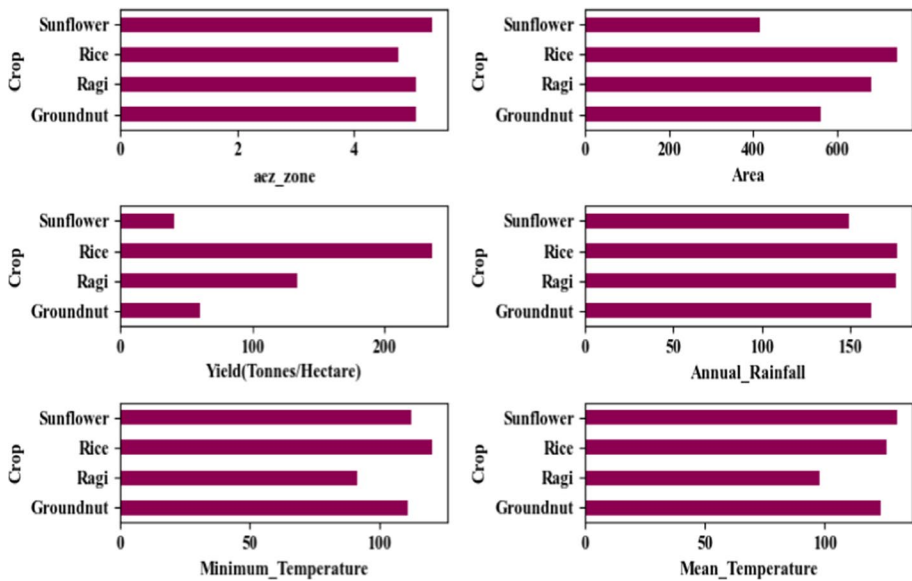 Crop
Sunflower
Rice
Ragi
Groundnut
0 2 4
aez_zone
Crop
Sunflower
Rice
Ragi
Groundnut
0 200 400 600
Area
Crop
Sunflower
Rice
Ragi
Groundnut
0 100 200
Yield(Tonnes/Hectare)
Crop
Sunflower
Rice
Ragi
Groundnut
0 50 100 150
Annual_Rainfall
Crop
Sunflower
Rice
Ragi
Groundnut
0 50 100
Minimum_Temperature
Crop
Sunflower
Rice
Ragi
Groundnut
0 50 100
Mean_Temperature